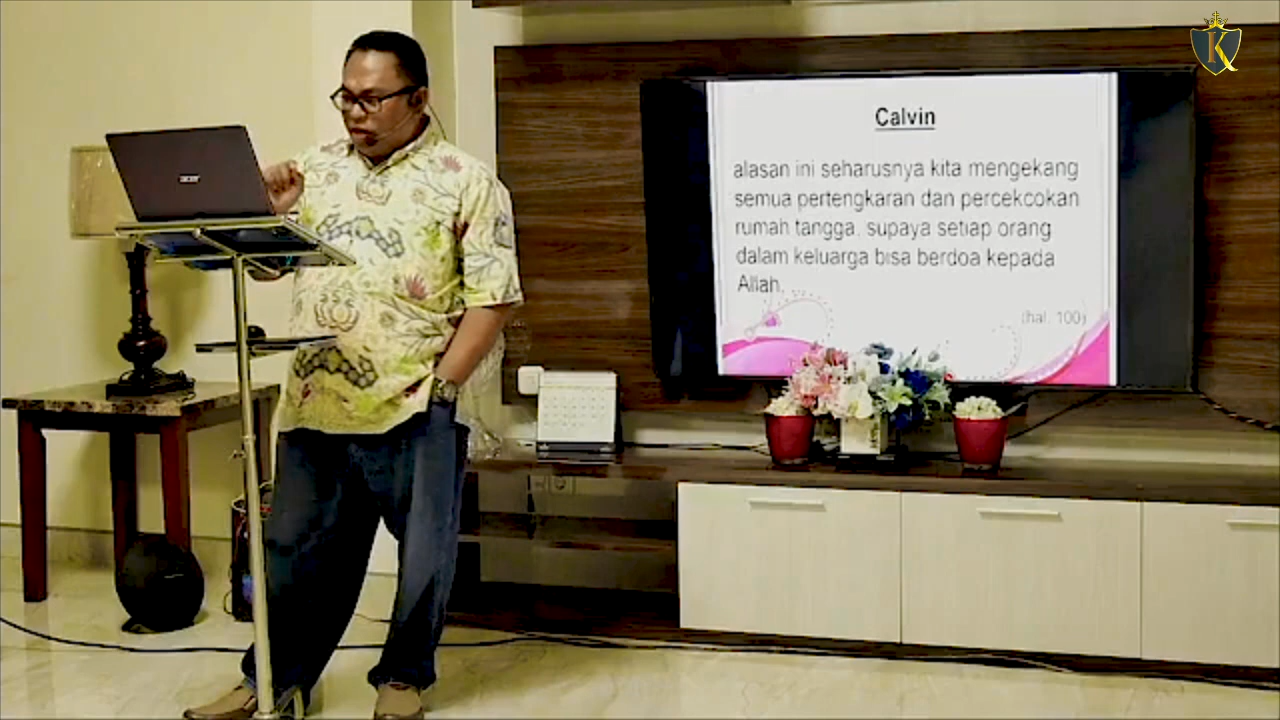 K
acer
Calvin
alasan ini seharusnya kita mengekang
semua pertengkaran dan percekcokan
rumah tangga. supaya setiap orang
dalam keluarga bisa berdoa kepada
Allah.
(hal. 100)